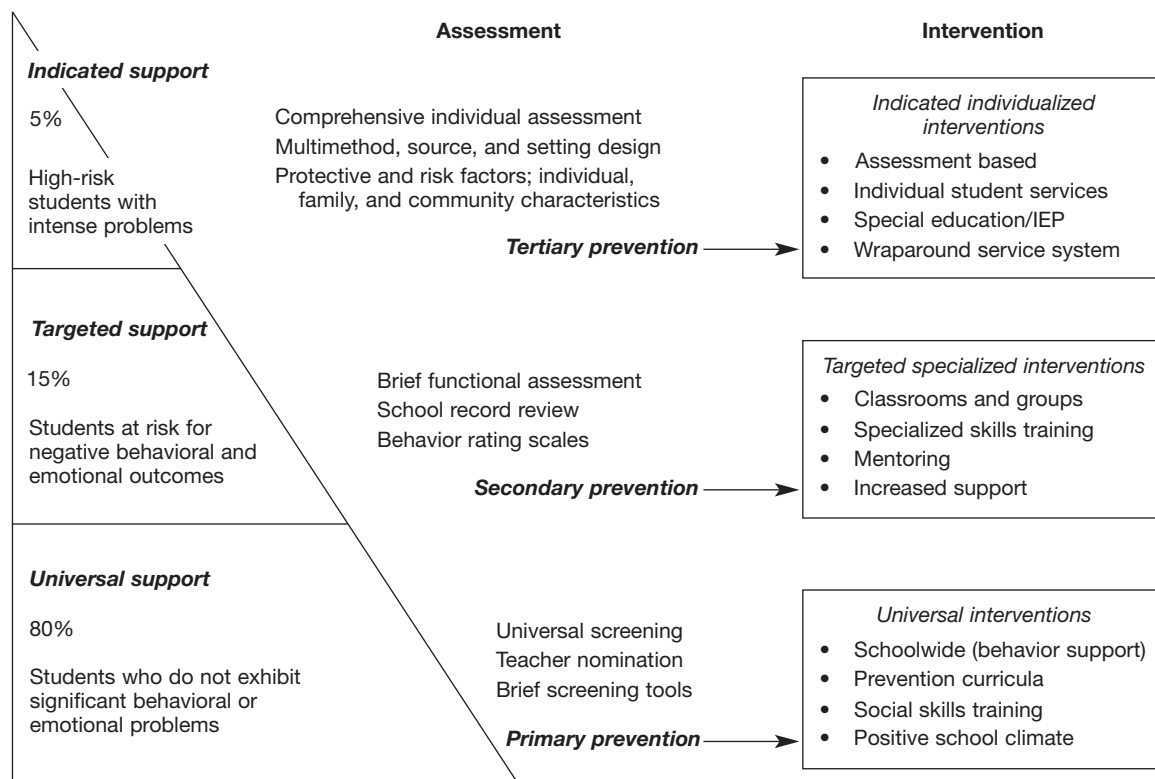 Assessment
Intervention
Indicated support
5%
High-risk
students with
intense problems
Comprehensive individual assessment
Multimethod, source, and setting design
Protective and risk factors; individual,
family, and community characteristics
Tertiary prevention
Indicated individualized
interventions
• Assessment based
• Individual student services
• Special education/IEP
• Wraparound service system
Targeted support
15%
Students at risk for
negative behavioral and
emotional outcomes
Brief functional assessment
School record review
Behavior rating scales
Secondary prevention
Targeted specialized interventions
• Classrooms and groups
• Specialized skills training
• Mentoring
• Increased support
Universal support
80%
Students who do not exhibit
significant behavioral or
emotional problems
Universal screening
Teacher nomination
Brief screening tools
Primary prevention
Universal interventions
• Schoolwide (behavior support)
• Prevention curricula
• Social skills training
• Positive school climate